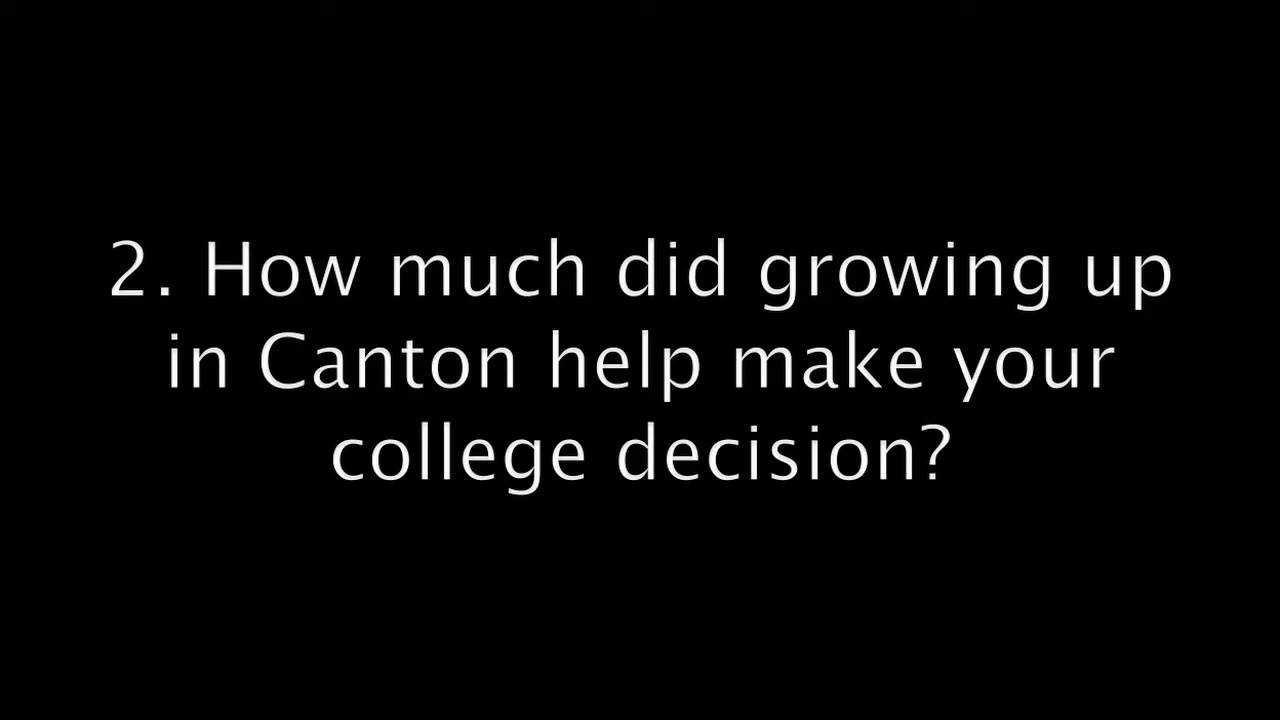 2. How much did growing up
in Canton help make your
college decision?